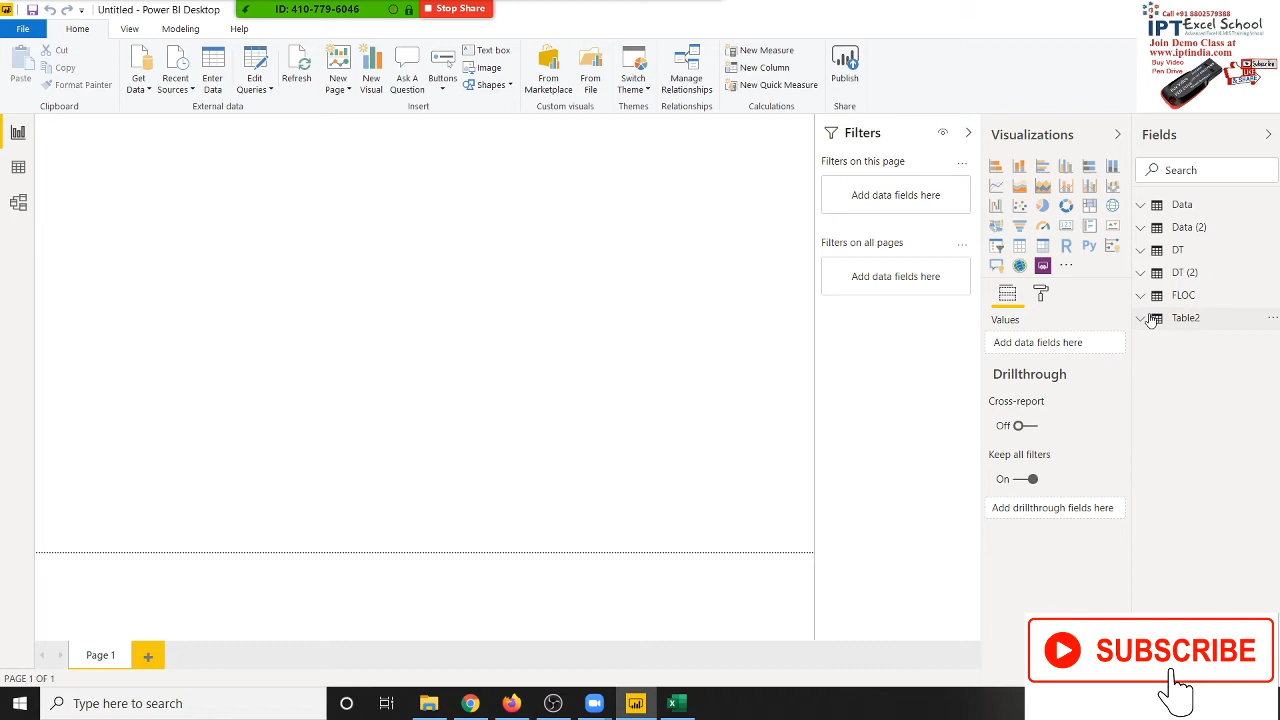 Untitled - Power BI Desktop
ID: 410-779-6046
Stop Share
File
Home
View
Modeling
Help
Paste
Cut
Copy
Format Painter
Clipboard
Get Data
Recent Sources
Enter Data
Edit Queries
Refresh
External data
New Page
New Visual
Ask A Question
Buttons
Text box
Image
Shapes
Insert
From Marketplace
From File
Custom visuals
Switch Theme
Themes
Manage Relationships
Relationships
New Measure
New Column
New Quick Measure
Calculations
Publish
Share
Call +91 8802579388
IPT Excel School
Advanced Excel & MIS Training School
Join Demo Class at
www.iptindia.com
Buy Video
Pen Drive
Subscribe
Filters
Filters on this page
Add data fields here
Filters on all pages
Add data fields here
Visualizations
R
Py
Values
Add data fields here
Drillthrough
Cross-report
Off
Keep all filters
On
Add drillthrough fields here
Fields
Search
Data
Data (2)
DT
DT (2)
FLOC
Table2
Page 1
PAGE 1 OF 1
SUBSCRIBE
Type here to search